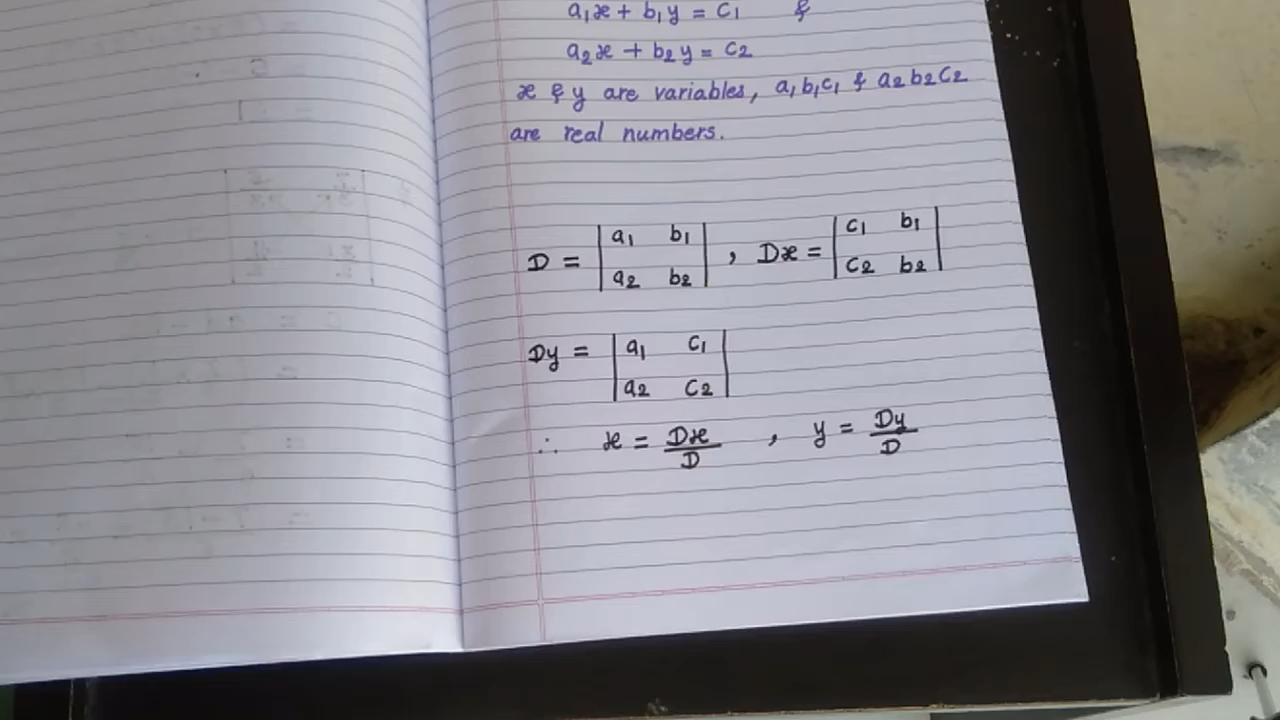 a₁x + b₁y = c₁ &
a₂x + b₂y = c₂
x & y are variables, a₁b₁c₁ & a₂b₂c₂
are real numbers.
D = | a₁ b₁ | , Dx = | c₁ b₁ |
| a₂ b₂ | | c₂ b₂ |
Dy = | a₁ c₁ |
| a₂ c₂ |
∴ x = Dx/D , y = Dy/D